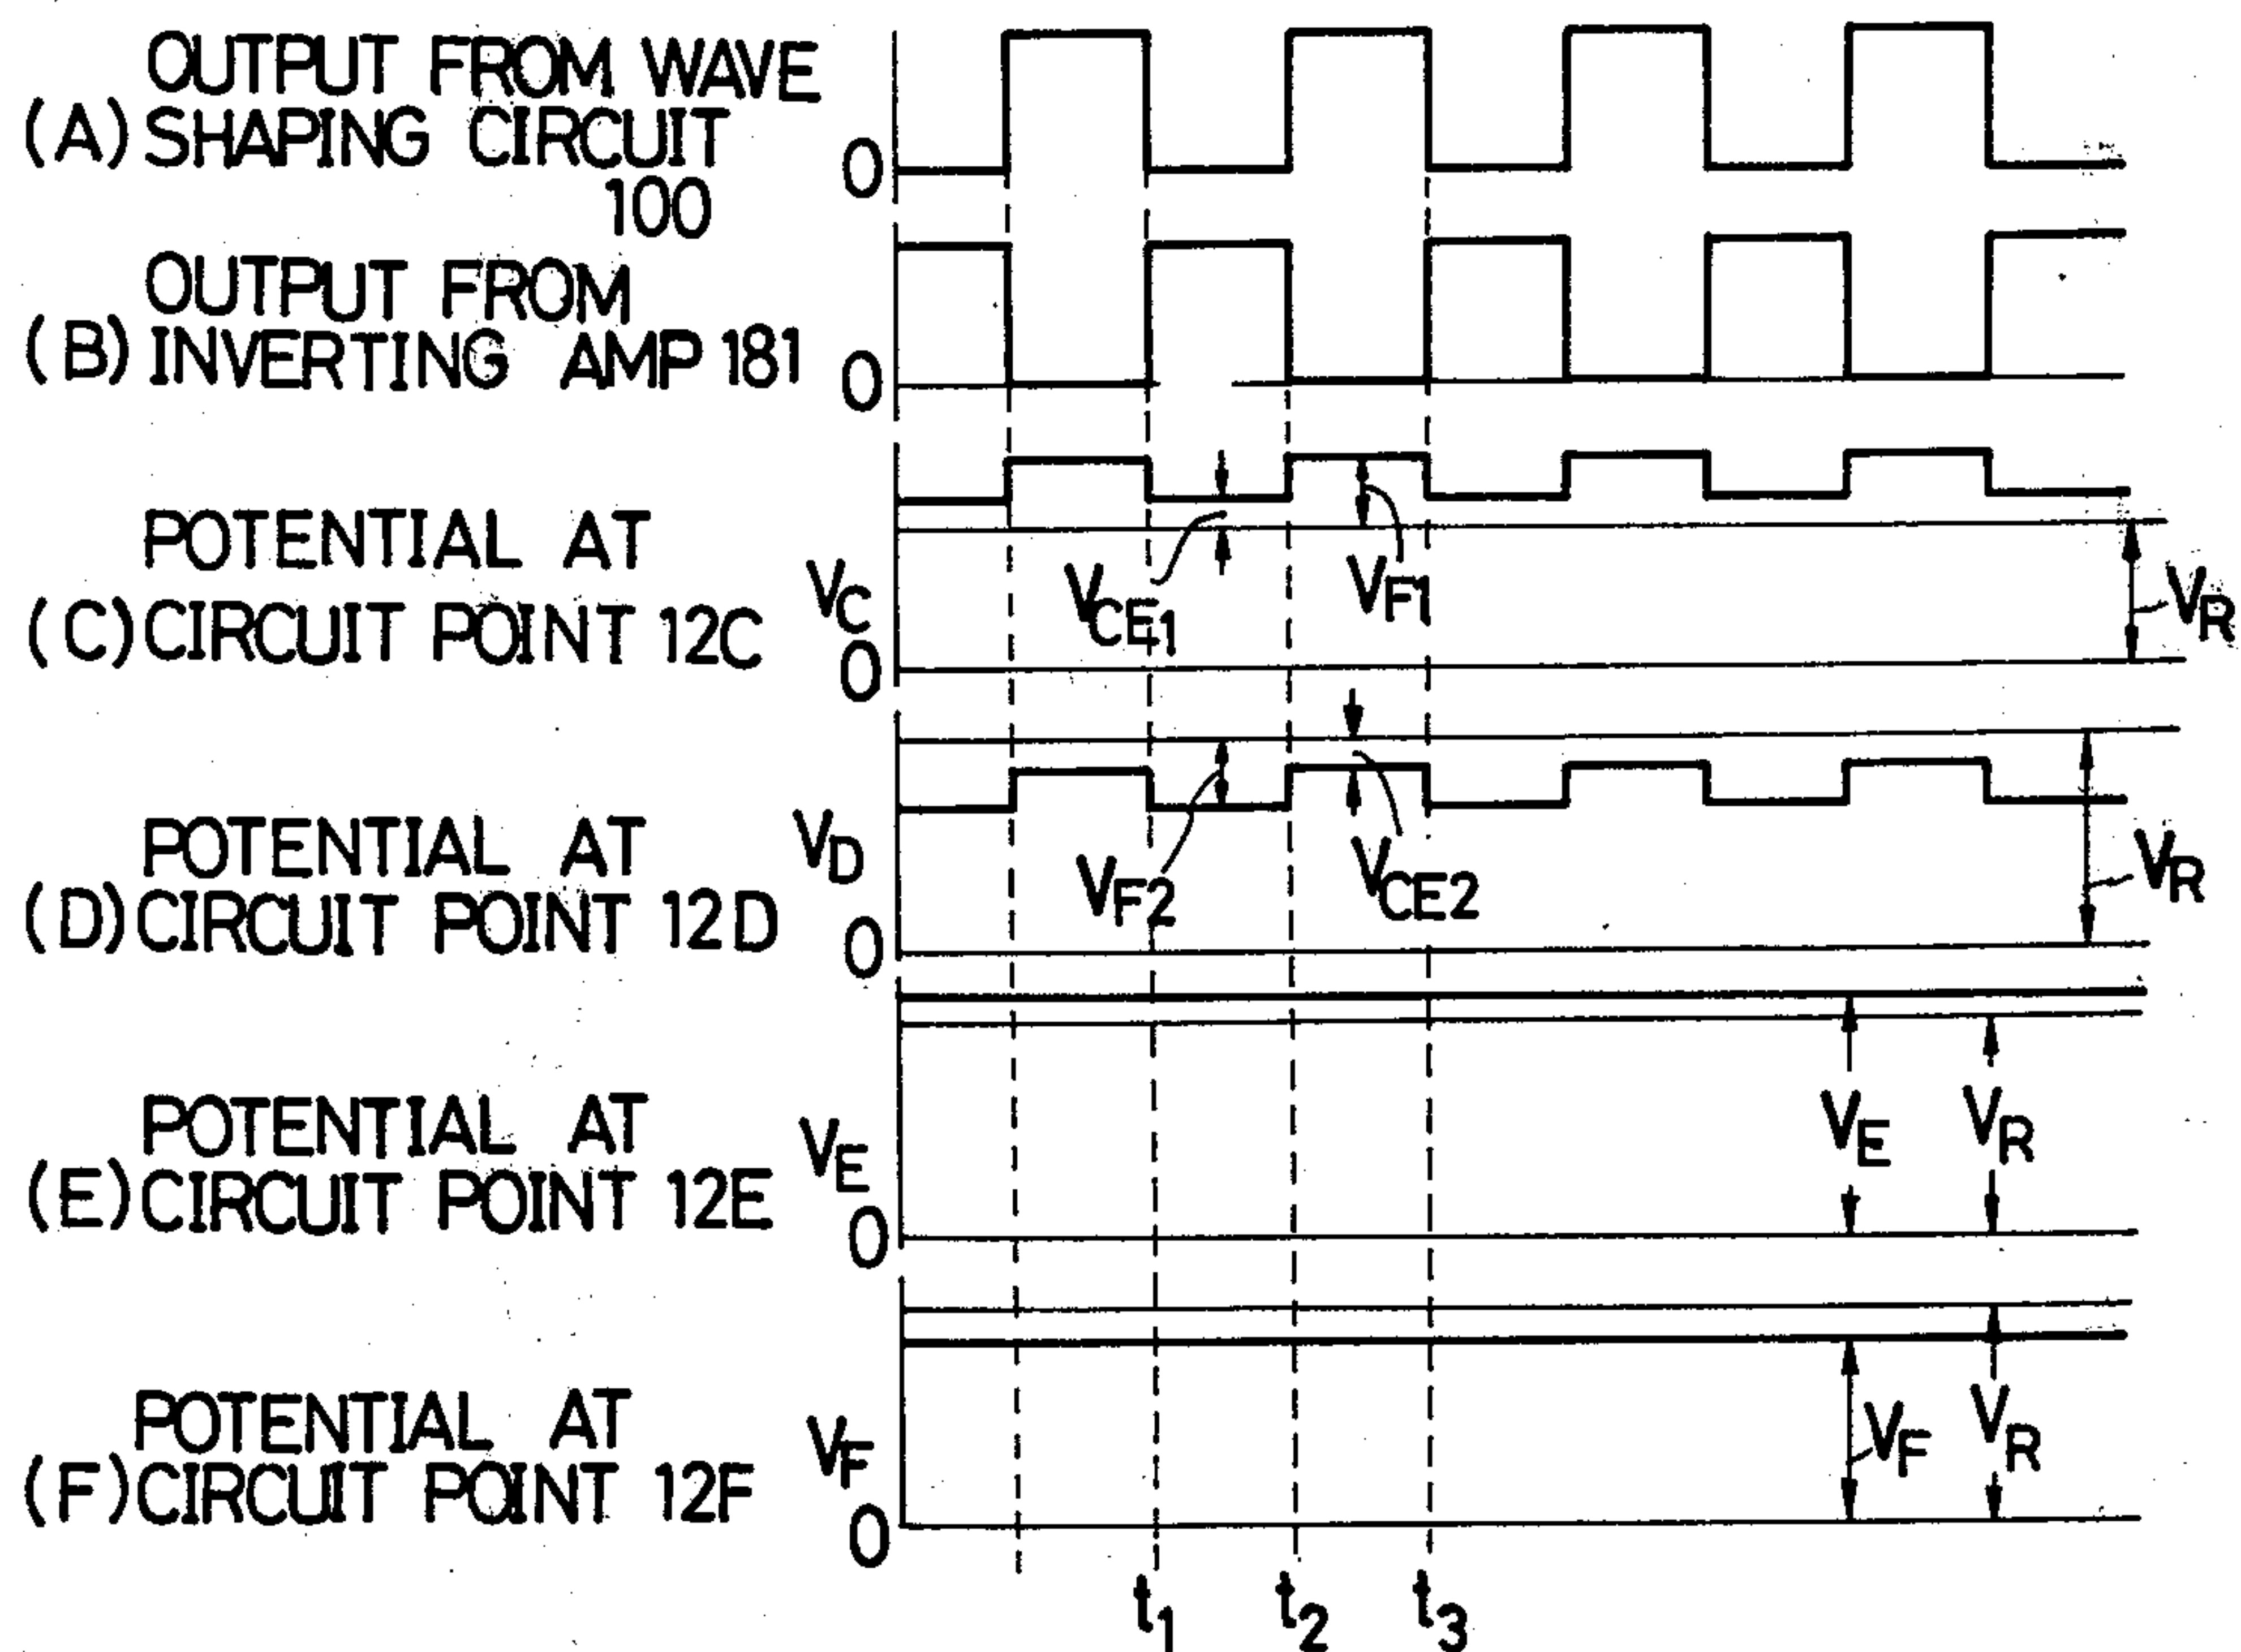 OUTPUT FROM WAVE
(A) SHAPING CIRCUIT
100
0
OUTPUT FROM
(B) INVERTING AMP 181
0
POTENTIAL AT
(C) CIRCUIT POINT 12C
VC
0
VCE1
VF1
VR
POTENTIAL AT
(D) CIRCUIT POINT 12D
VD
0
VF2
VCE2
VR
POTENTIAL AT
(E) CIRCUIT POINT 12E
VE
0
VE
VR
POTENTIAL AT
(F) CIRCUIT POINT 12F
VF
0
VF
VR
t1 t2 t3